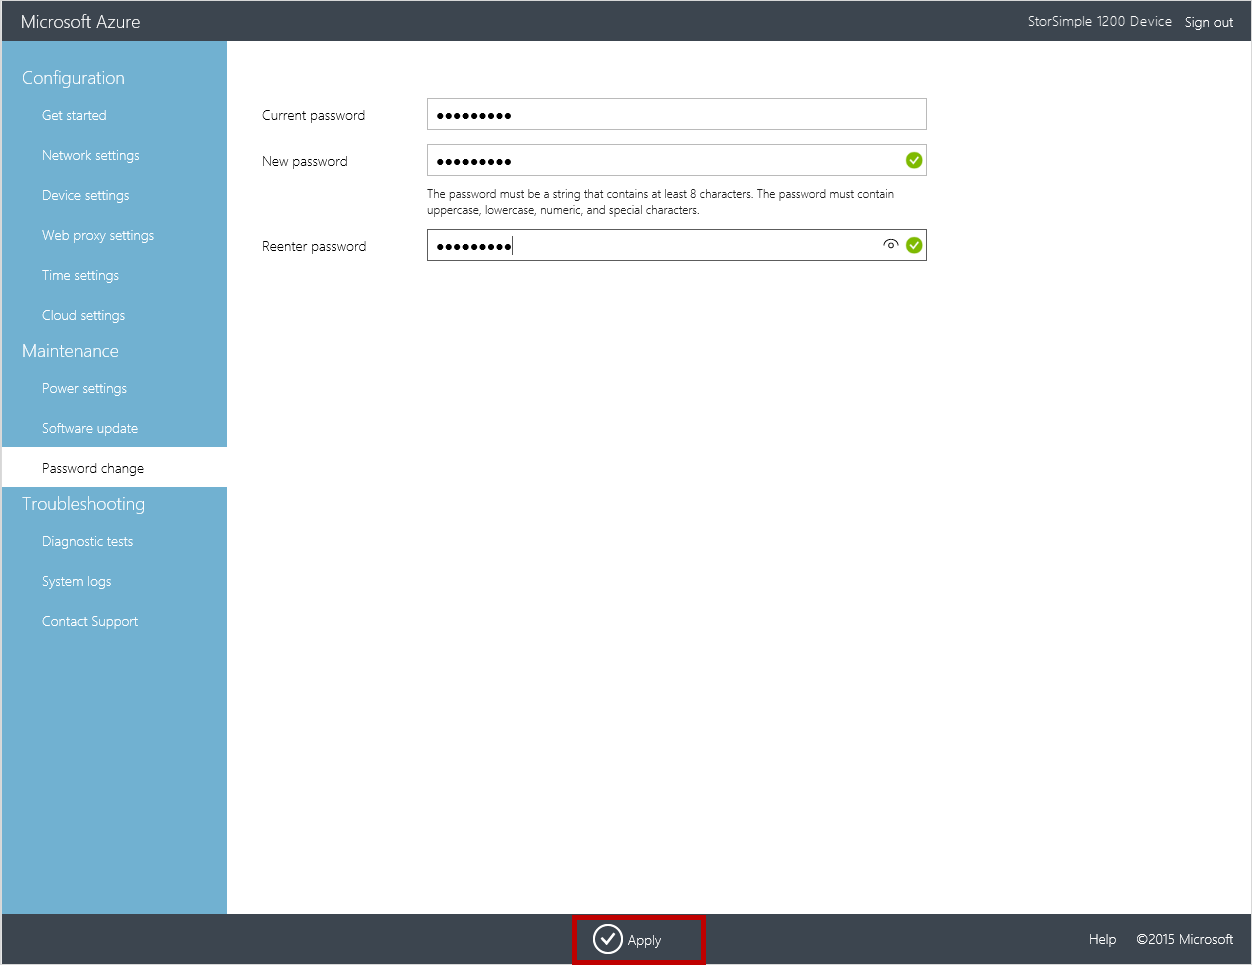 Microsoft Azure
StorSimple 1200 Device
Sign out
Configuration
Get started
Network settings
Device settings
Web proxy settings
Time settings
Cloud settings
Maintenance
Power settings
Software update
Password change
Troubleshooting
Diagnostic tests
System logs
Contact Support
Current password
●●●●●●●●●
New password
●●●●●●●●●
The password must be a string that contains at least 8 characters. The password must contain
uppercase, lowercase, numeric, and special characters.
Reenter password
●●●●●●●●●
Apply
Help
©2015 Microsoft